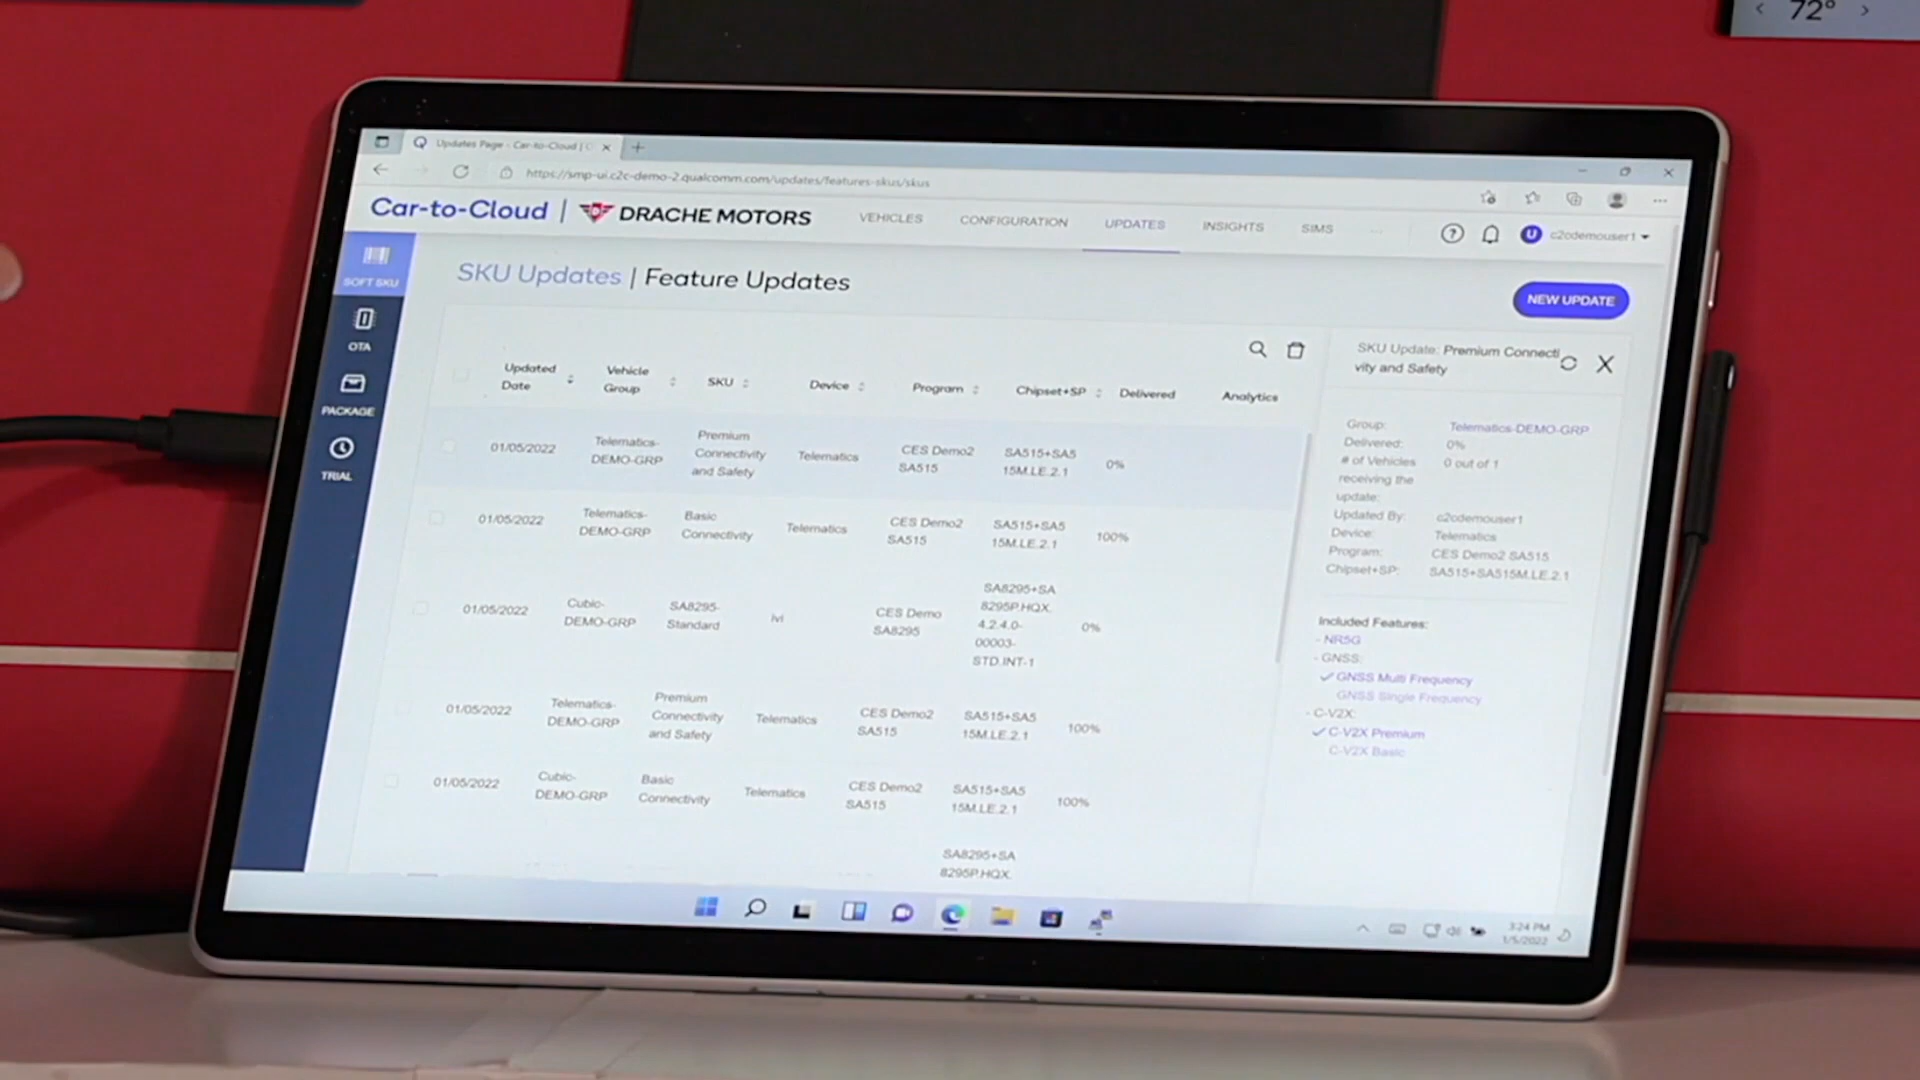 72°
Updates Page - Car-to-Cloud |
https://smp-ui.c2c-demo-2.qualcomm.com/updates/features-skus/skus
Car-to-Cloud | DRACHE MOTORS
VEHICLES CONFIGURATION UPDATES INSIGHTS SIMS ...
U c2cdemouser1
SOFT SKU
OTA
PACKAGE
TRIAL
SKU Updates | Feature Updates
NEW UPDATE
Updated Date Vehicle Group SKU Device Program Chipset+SP Delivered Analytics
01/05/2022 Telematics-DEMO-GRP Premium Connectivity and Safety Telematics CES Demo2 SA515 SA515+SA515M.LE.2.1 0%
01/05/2022 Telematics-DEMO-GRP Basic Connectivity Telematics CES Demo2 SA515 SA515+SA515M.LE.2.1 100%
01/05/2022 Cubic-DEMO-GRP SA8295-Standard ivi CES Demo SA8295 SA8295+SA8295P.HQX.4.2.4.0-00003-STD.INT-1 0%
01/05/2022 Telematics-DEMO-GRP Premium Connectivity and Safety Telematics CES Demo2 SA515 SA515+SA515M.LE.2.1 100%
01/05/2022 Cubic-DEMO-GRP Basic Connectivity Telematics CES Demo2 SA515 SA515+SA515M.LE.2.1 100%
SA8295+SA
8295P.HQX.
SKU Update: Premium Connecti
vity and Safety
Group: Telematics-DEMO-GRP
Delivered: 0%
# of Vehicles receiving the update: 0 out of 1
Updated By: c2cdemouser1
Device: Telematics
Program: CES Demo2 SA515
Chipset+SP: SA515+SA515M.LE.2.1
Included Features:
- NR5G
- GNSS:
GNSS Multi Frequency
GNSS Single Frequency
- C-V2X:
C-V2X Premium
C-V2X Basic
3:24 PM
1/5/2022